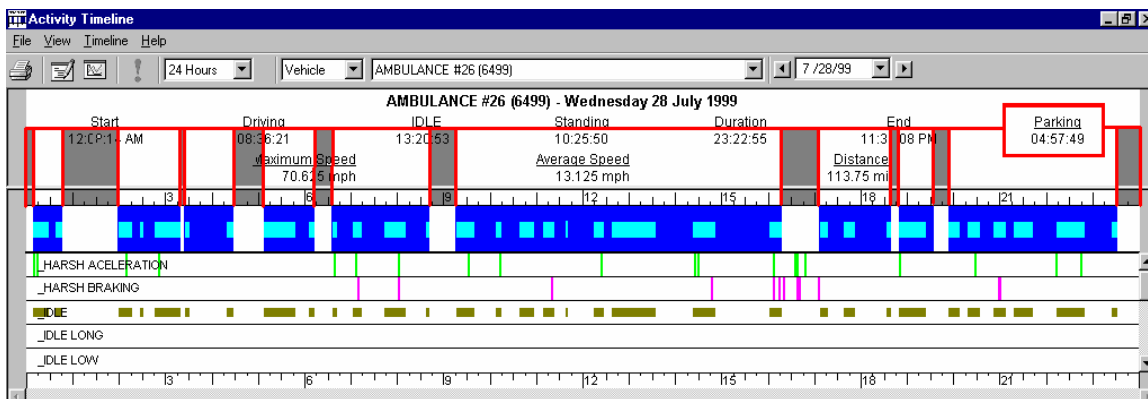 Activity Timeline
File View Timeline Help
24 Hours Vehicle AMBULANCE #26 (6499) 7 /28/99
AMBULANCE #26 (6499) - Wednesday 28 July 1999
Start Driving IDLE Standing Duration End Parking
AM 13:20:53 10:25:50 23:22:55 08 PM 04:57:49
Maximum Speed Average Speed Distance
70.625 mph 13.125 mph 113.75 mi
3 6 9 12 15 18 21
_HARSH ACELERATION
_HARSH BRAKING
_IDLE
_IDLE LONG
_IDLE LOW
3 6 9 12 15 18 21